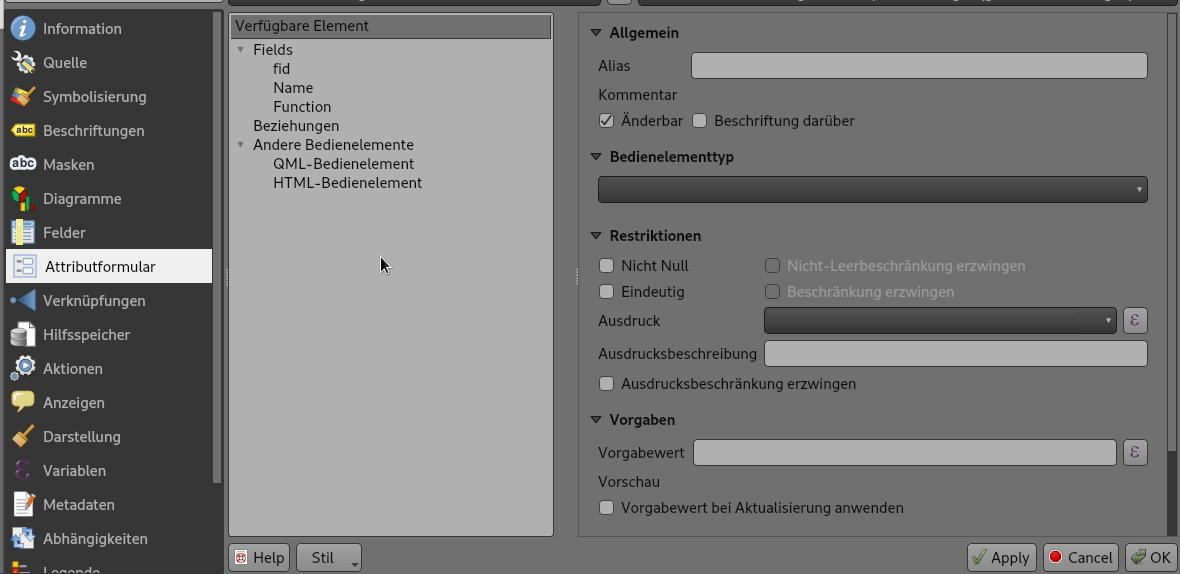 Information
Quelle
Symbolisierung
abc Beschriftungen
abc Masken
Diagramme
Felder
Attributformular
Verknüpfungen
Hilfsspeicher
Aktionen
Anzeigen
Darstellung
ε Variablen
Metadaten
Abhängigkeiten
Legende
Verfügbare Element
Fields
fid
Name
Function
Beziehungen
Andere Bedienelemente
QML-Bedienelement
HTML-Bedienelement
Allgemein
Alias
Kommentar
Änderbar Beschriftung darüber
Bedienelementtyp
Restriktionen
Nicht Null Nicht-Leerbeschränkung erzwingen
Eindeutig Beschränkung erzwingen
Ausdruck ε
Ausdrucksbeschreibung
Ausdrucksbeschränkung erzwingen
Vorgaben
Vorgabewert ε
Vorschau
Vorgabewert bei Aktualisierung anwenden
Help Stil Apply Cancel OK